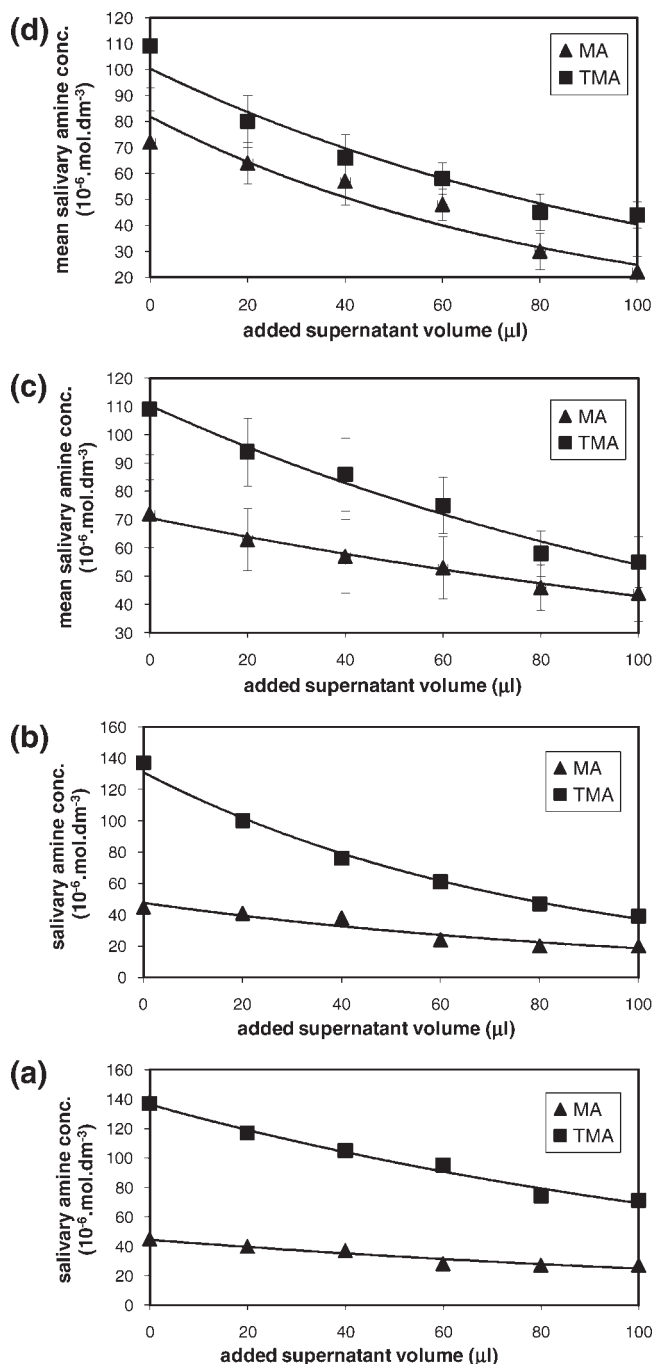 (d)
mean salivary amine conc.
(10⁻⁶.mol.dm⁻³)
120
110
100
90
80
70
60
50
40
30
20
MA
TMA
0 20 40 60 80 100
added supernatant volume (µl)
(c)
mean salivary amine conc.
(10⁻⁶.mol.dm⁻³)
120
110
100
90
80
70
60
50
40
30
MA
TMA
0 20 40 60 80 100
added supernatant volume (µl)
(b)
salivary amine conc.
(10⁻⁶.mol.dm⁻³)
160
140
120
100
80
60
40
20
0
MA
TMA
0 20 40 60 80 100
added supernatant volume (µl)
(a)
salivary amine conc.
(10⁻⁶.mol.dm⁻³)
160
140
120
100
80
60
40
20
0
MA
TMA
0 20 40 60 80 100
added supernatant volume (µl)